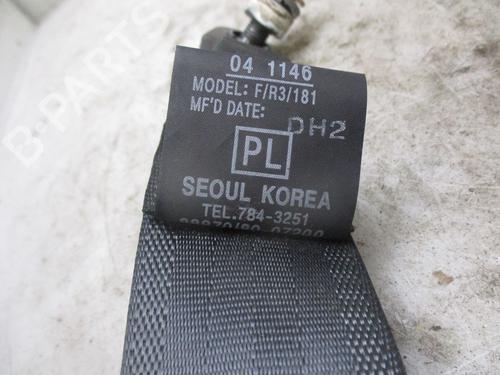 04 1146
MODEL: F/R3/181
MF'D DATE:
DH2
PL
SEOUL KOREA
TEL.784-3251
B-PARTS